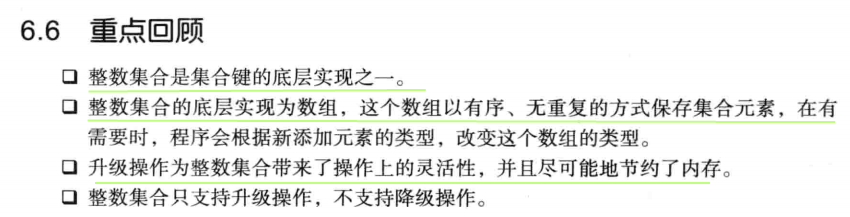 6.6 重点回顾
❑ 整数集合是集合键的底层实现之一。
❑ 整数集合的底层实现为数组，这个数组以有序、无重复的方式保存集合元素，在有
需要时，程序会根据新添加元素的类型，改变这个数组的类型。
❑ 升级操作为整数集合带来了操作上的灵活性，并且尽可能地节约了内存。
❑ 整数集合只支持升级操作，不支持降级操作。